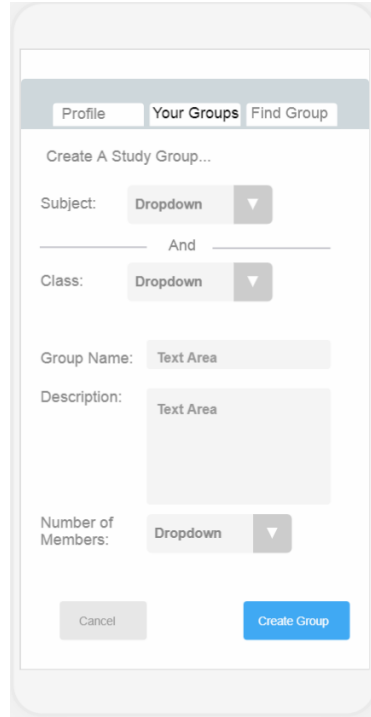 Profile Your Groups Find Group
Create A Study Group...
Subject: Dropdown
And
Class: Dropdown
Group Name: Text Area
Description: Text Area
Number of
Members: Dropdown
Cancel Create Group